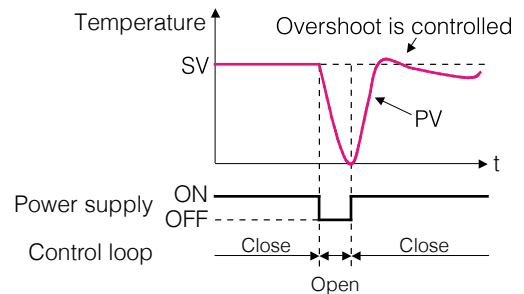 Temperature
Overshoot is controlled
SV
PV
t
ON
Power supply
OFF
Control loop
Close
Close
Open